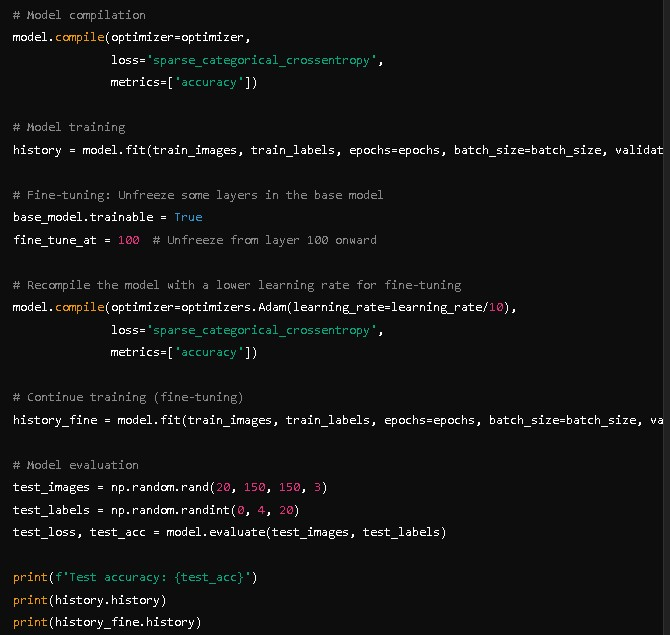 # Model compilation
model.compile(optimizer=optimizer,
loss='sparse_categorical_crossentropy',
metrics=['accuracy'])
# Model training
history = model.fit(train_images, train_labels, epochs=epochs, batch_size=batch_size, validat
# Fine-tuning: Unfreeze some layers in the base model
base_model.trainable = True
fine_tune_at = 100  # Unfreeze from layer 100 onward
# Recompile the model with a lower learning rate for fine-tuning
model.compile(optimizer=optimizers.Adam(learning_rate=learning_rate/10),
loss='sparse_categorical_crossentropy',
metrics=['accuracy'])
# Continue training (fine-tuning)
history_fine = model.fit(train_images, train_labels, epochs=epochs, batch_size=batch_size, va
# Model evaluation
test_images = np.random.rand(20, 150, 150, 3)
test_labels = np.random.randint(0, 4, 20)
test_loss, test_acc = model.evaluate(test_images, test_labels)
print(f'Test accuracy: {test_acc}')
print(history.history)
print(history_fine.history)